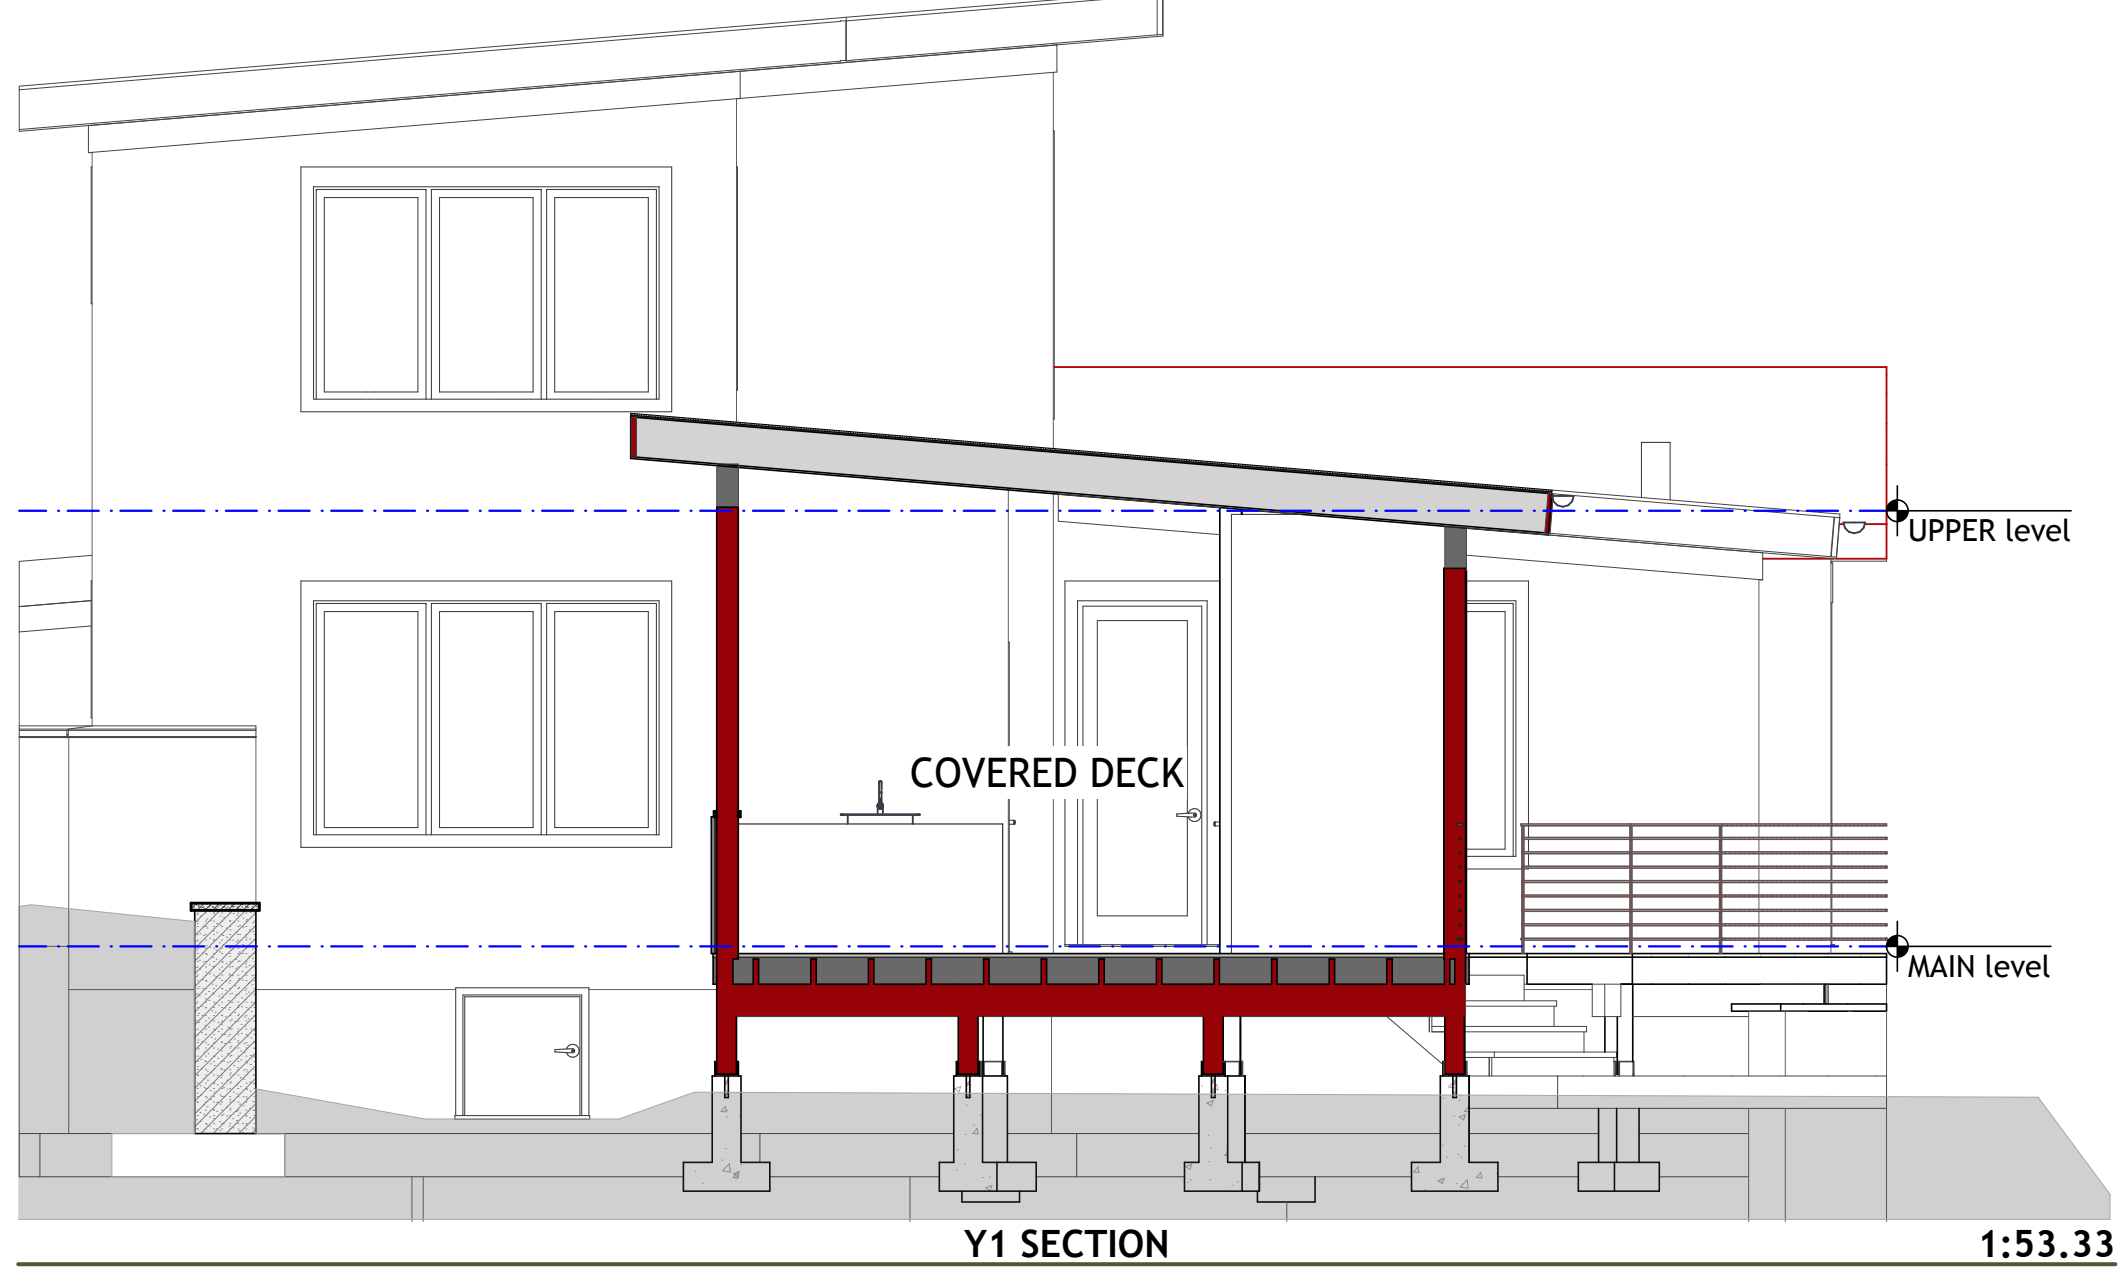 UPPER level
COVERED DECK
MAIN level
Y1 SECTION
1:53.33